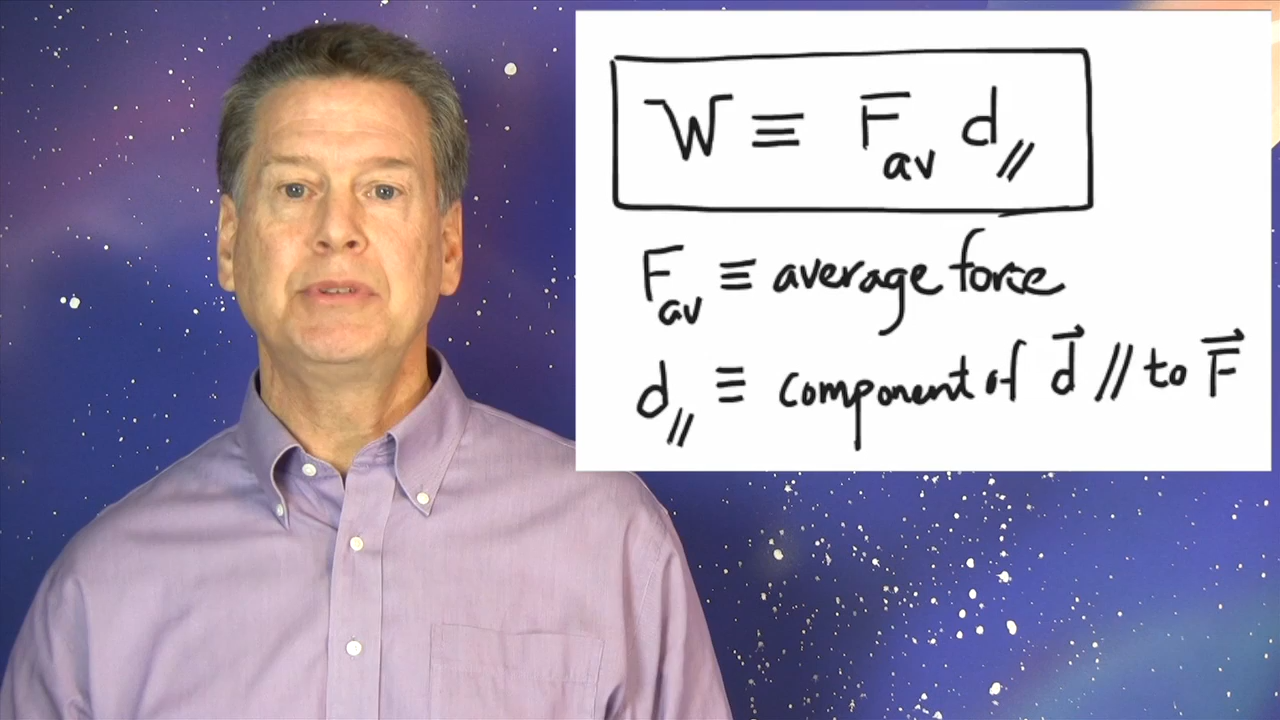 W ≡ F_av d_//
F_av ≡ average force
d_// ≡ component of d⃗ // to F⃗